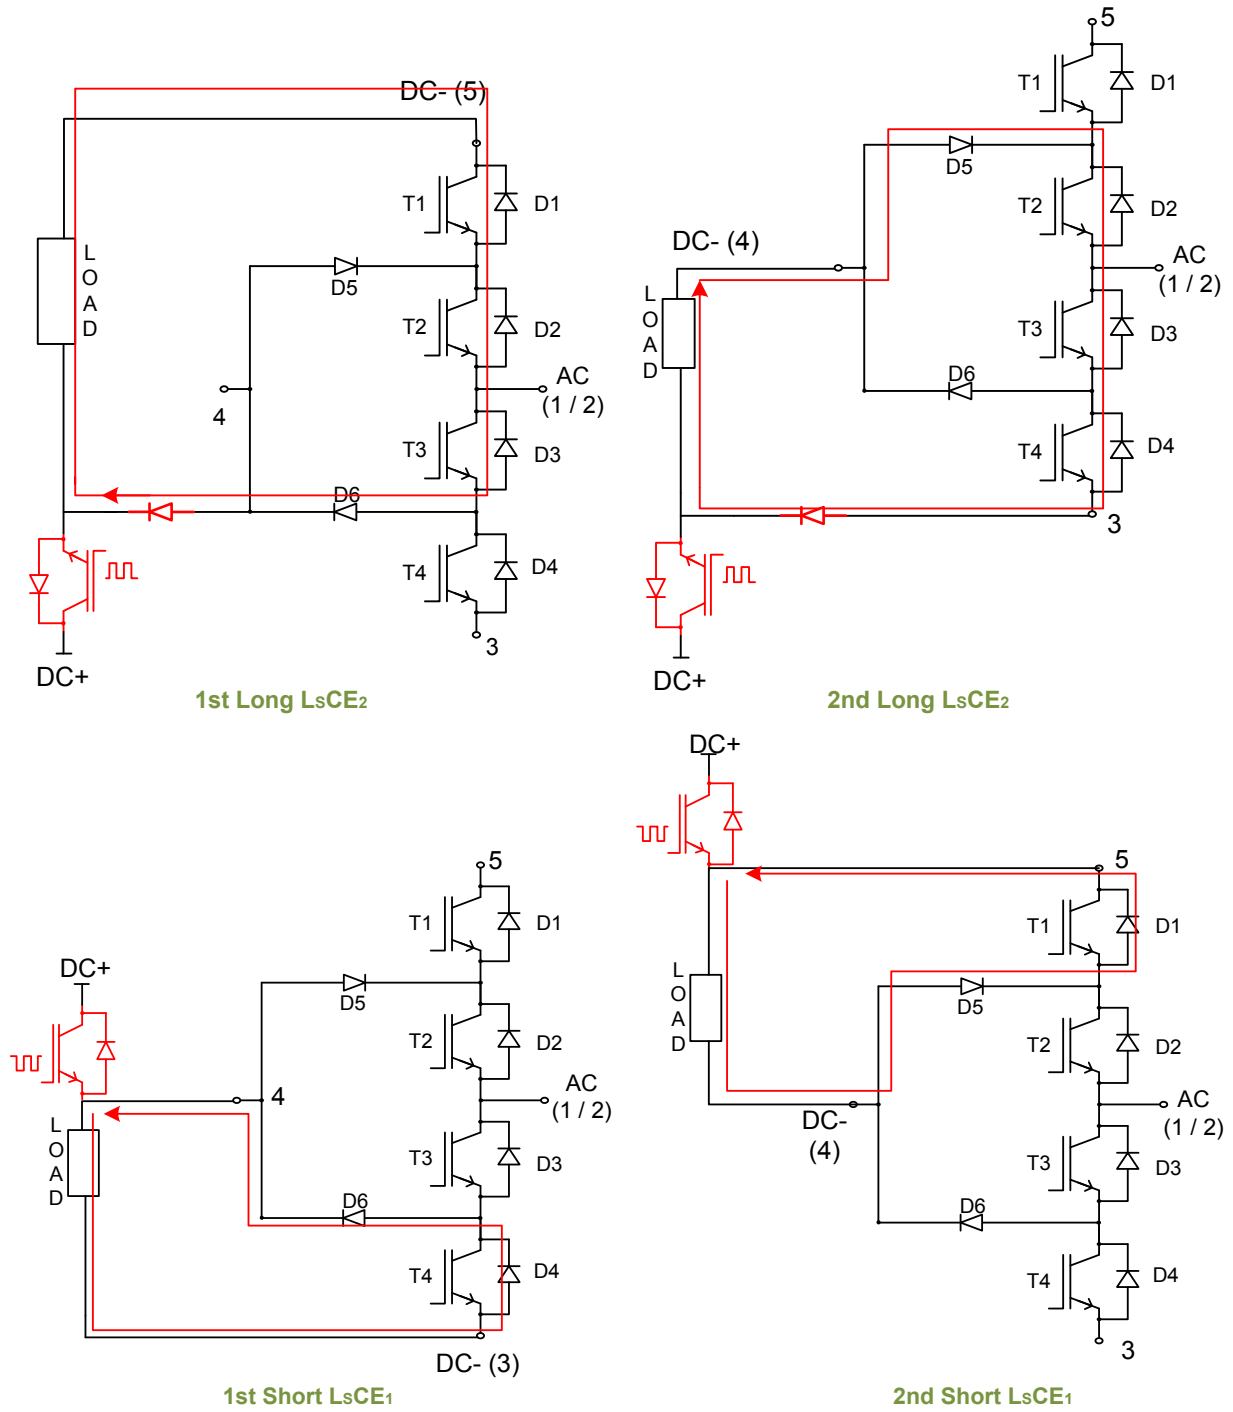 DC- (5)
T1
D1
L
O
A
D
D5
T2
D2
AC
(1 / 2)
4
T3
D3
D6
T4
D4
3
DC+
1st Long LsCE2
5
T1
D1
D5
T2
D2
DC- (4)
AC
(1 / 2)
L
O
A
D
T3
D3
D6
T4
D4
3
DC+
2nd Long LsCE2
5
T1
D1
DC+
D5
T2
D2
4
AC
(1 / 2)
L
O
A
D
T3
D3
D6
T4
D4
DC- (3)
1st Short LsCE1
DC+
5
T1
D1
L
O
A
D
D5
T2
D2
DC-
(4)
AC
(1 / 2)
T3
D3
D6
T4
D4
3
2nd Short LsCE1